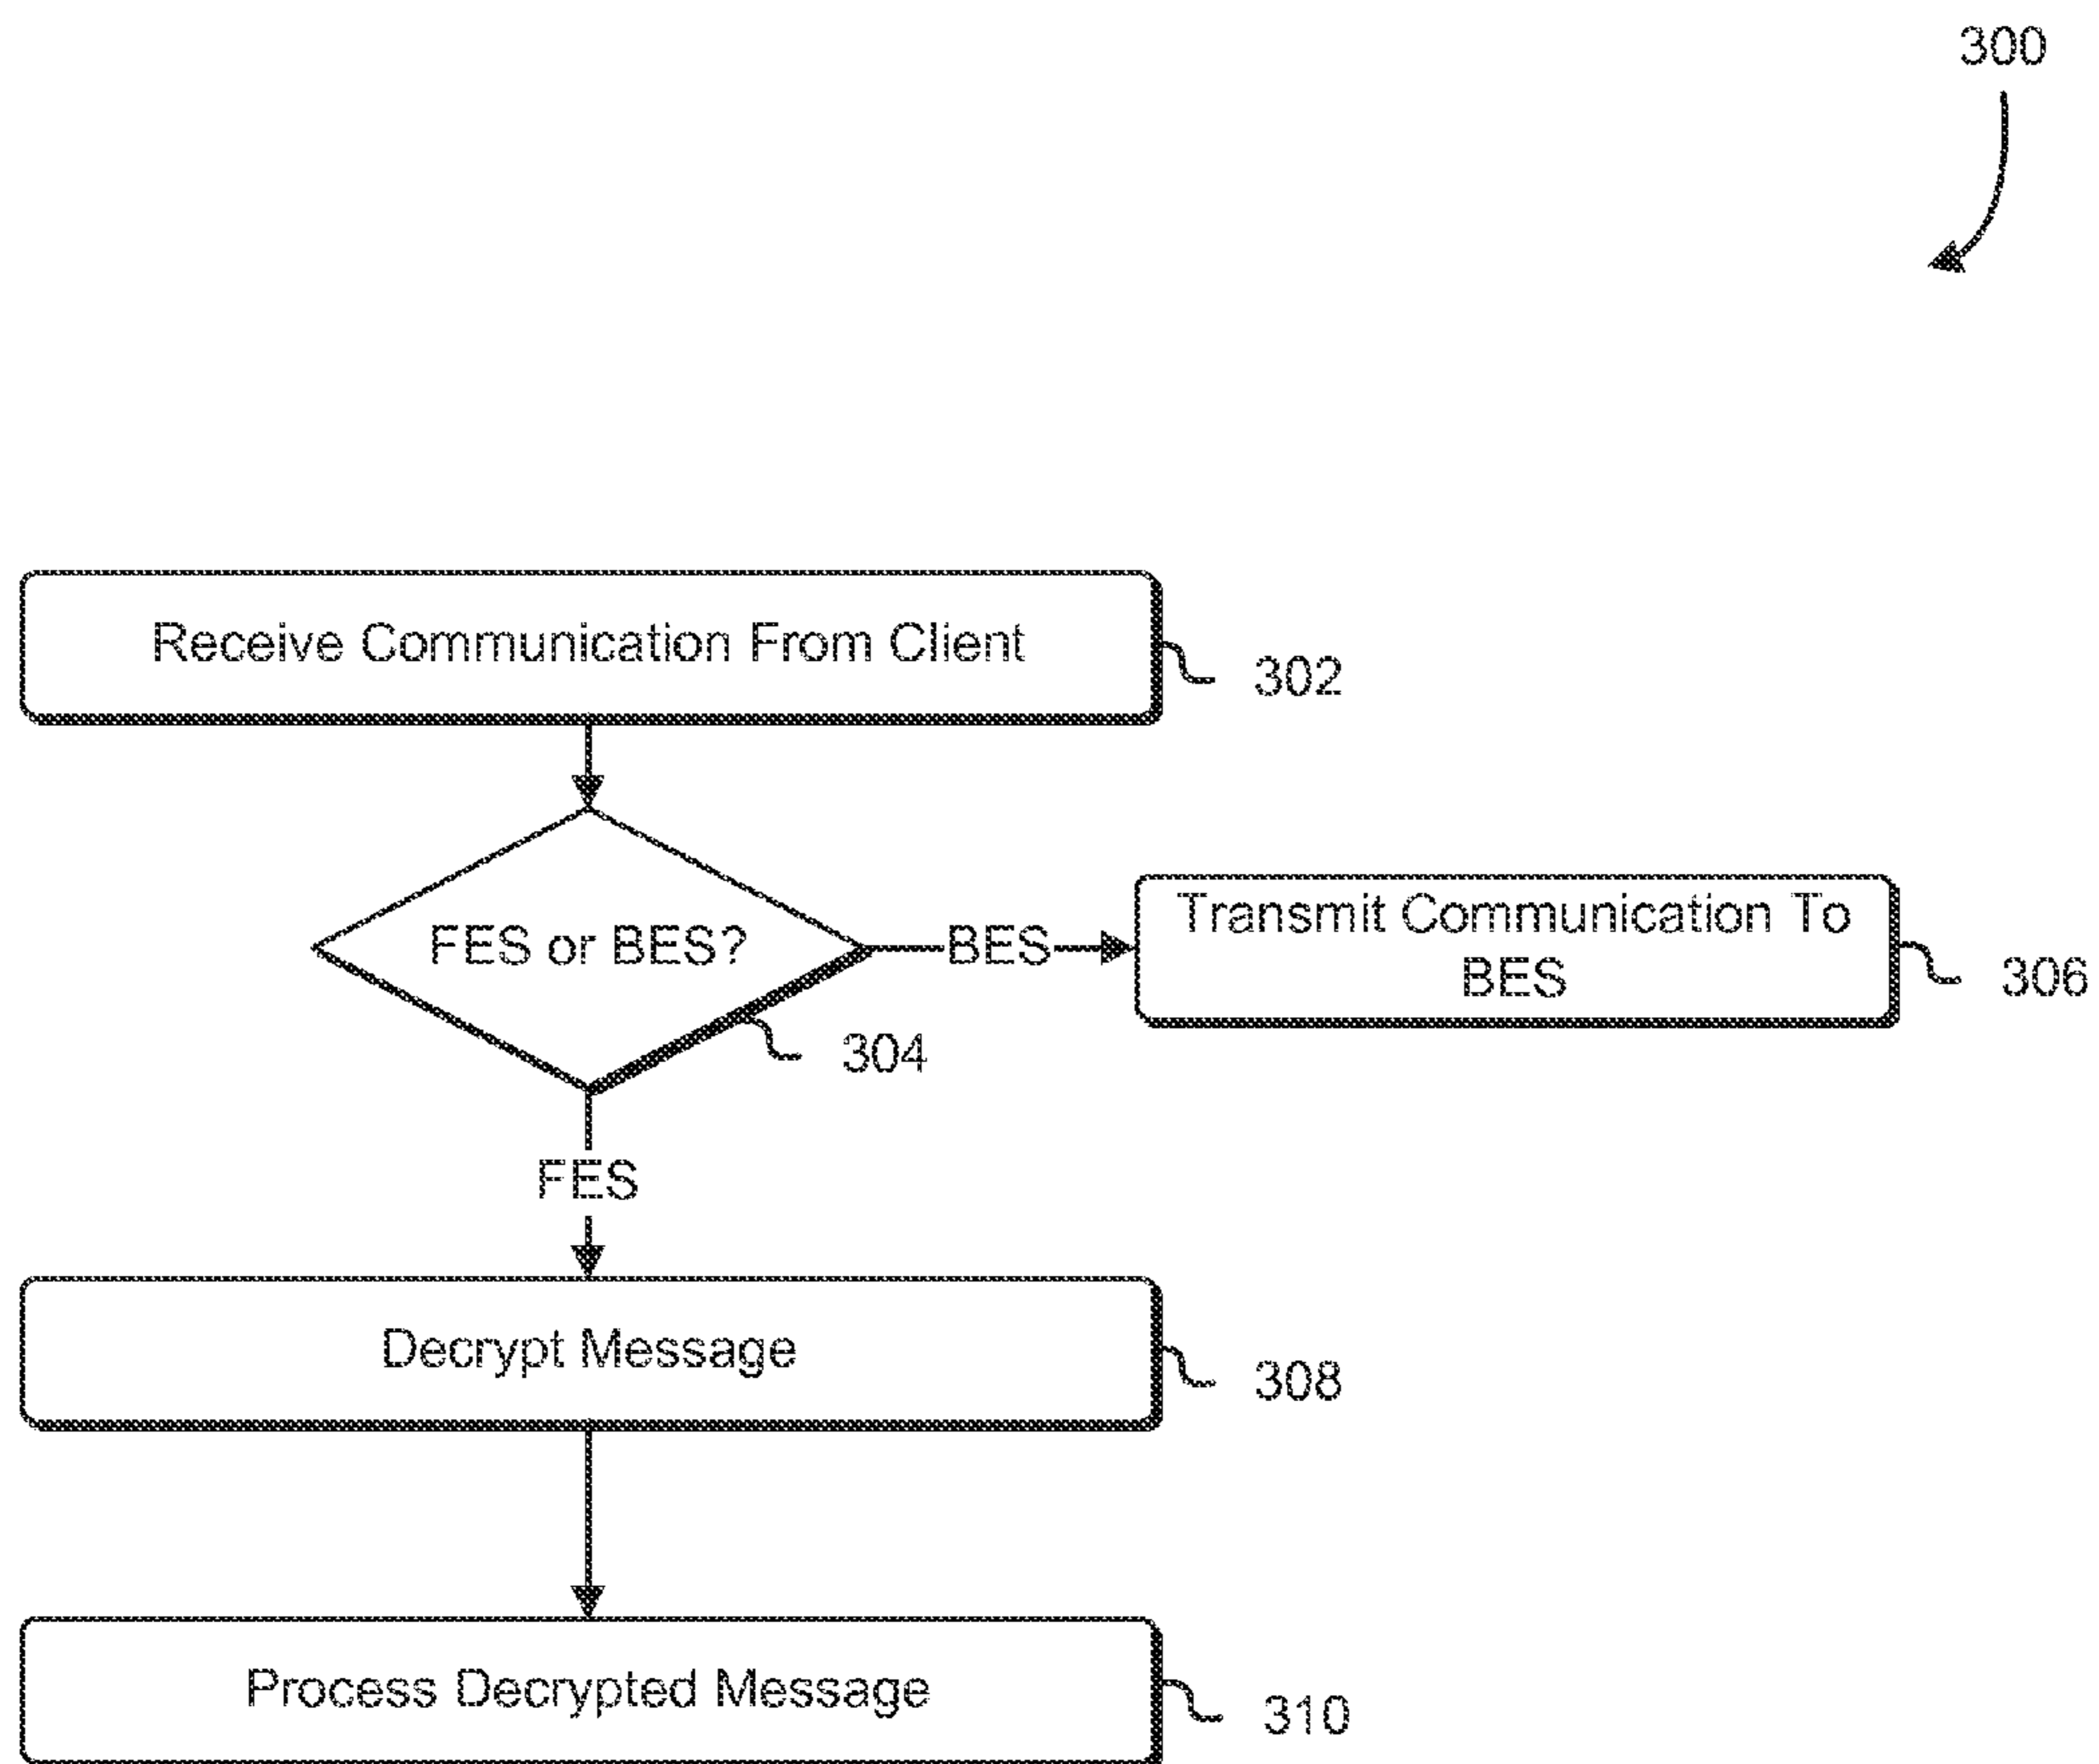 300
Receive Communication From Client
302
FES or BES?
BES
Transmit Communication To
BES
306
304
FES
Decrypt Message
308
Process Decrypted Message
310